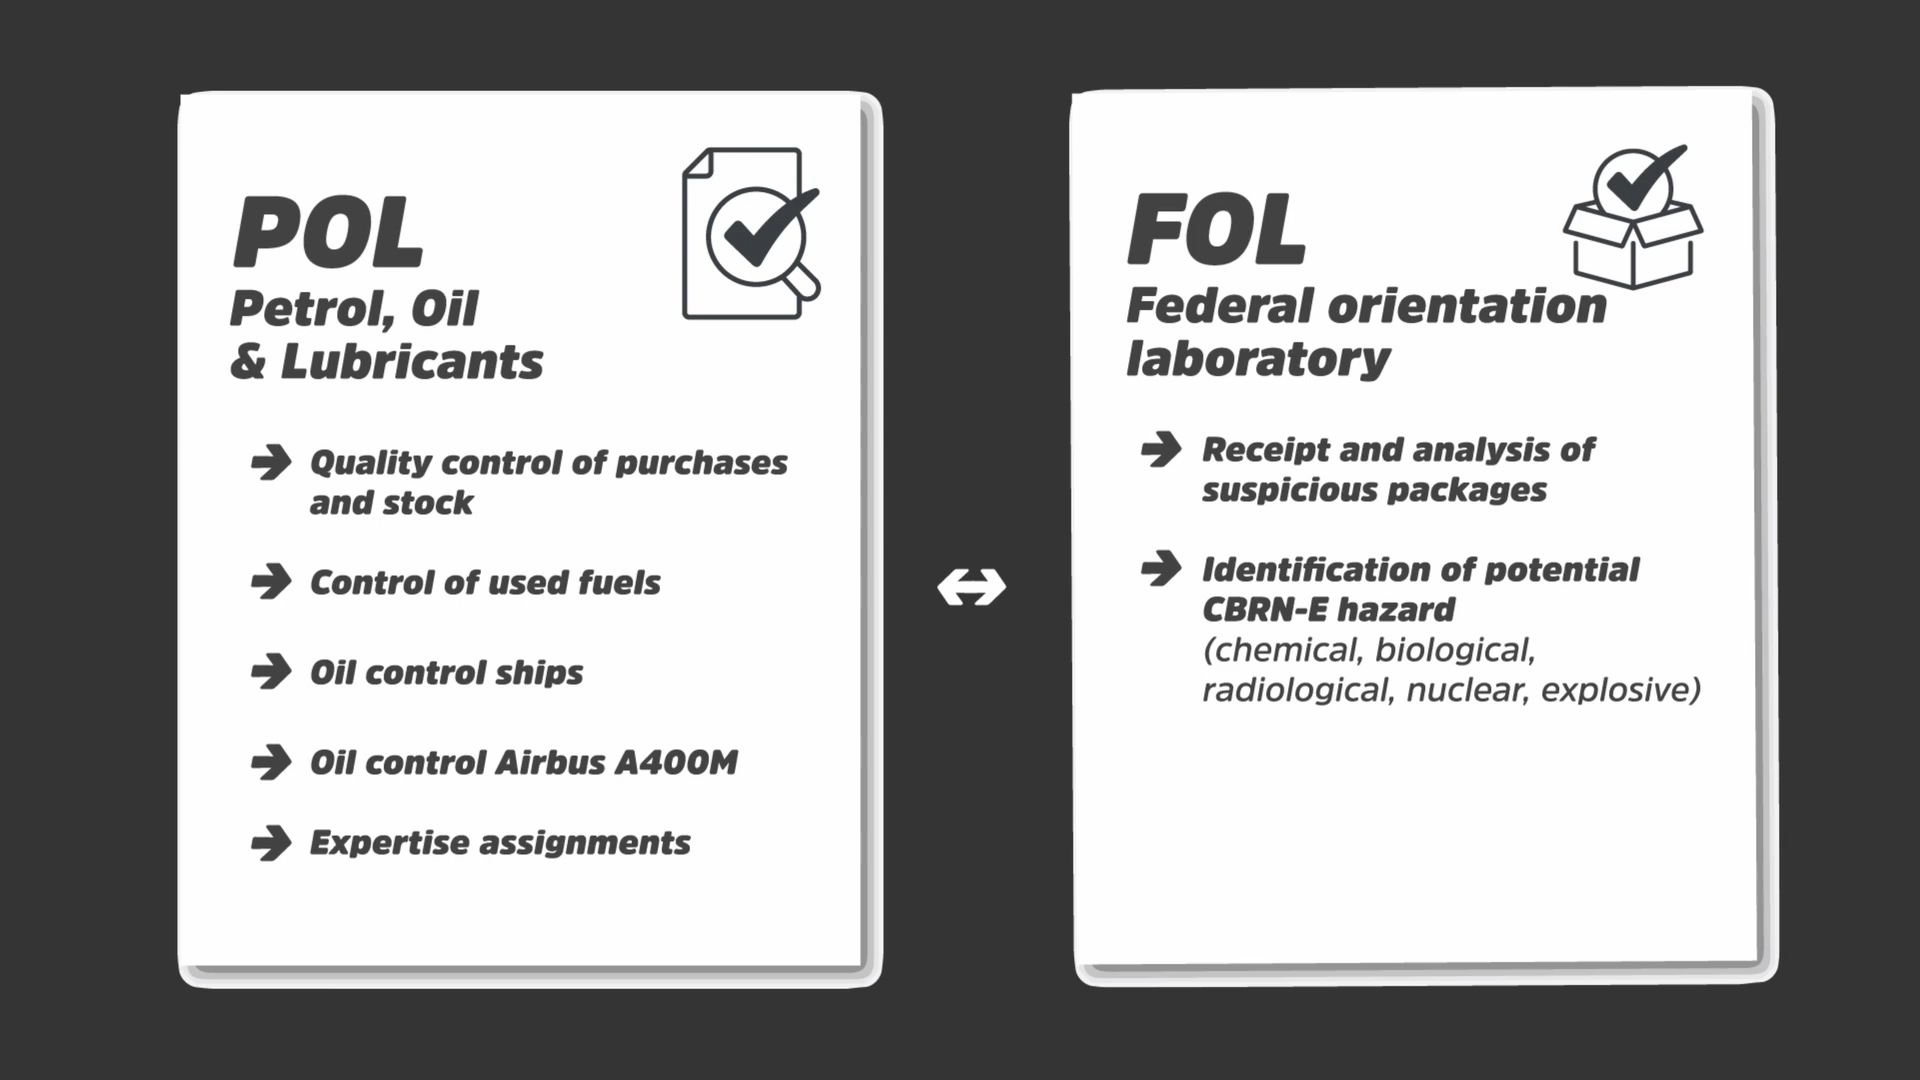 POL
Petrol, Oil
& Lubricants
Quality control of purchases
and stock
Control of used fuels
Oil control ships
Oil control Airbus A400M
Expertise assignments
FOL
Federal orientation
laboratory
Receipt and analysis of
suspicious packages
Identification of potential
CBRN-E hazard
(chemical, biological,
radiological, nuclear, explosive)